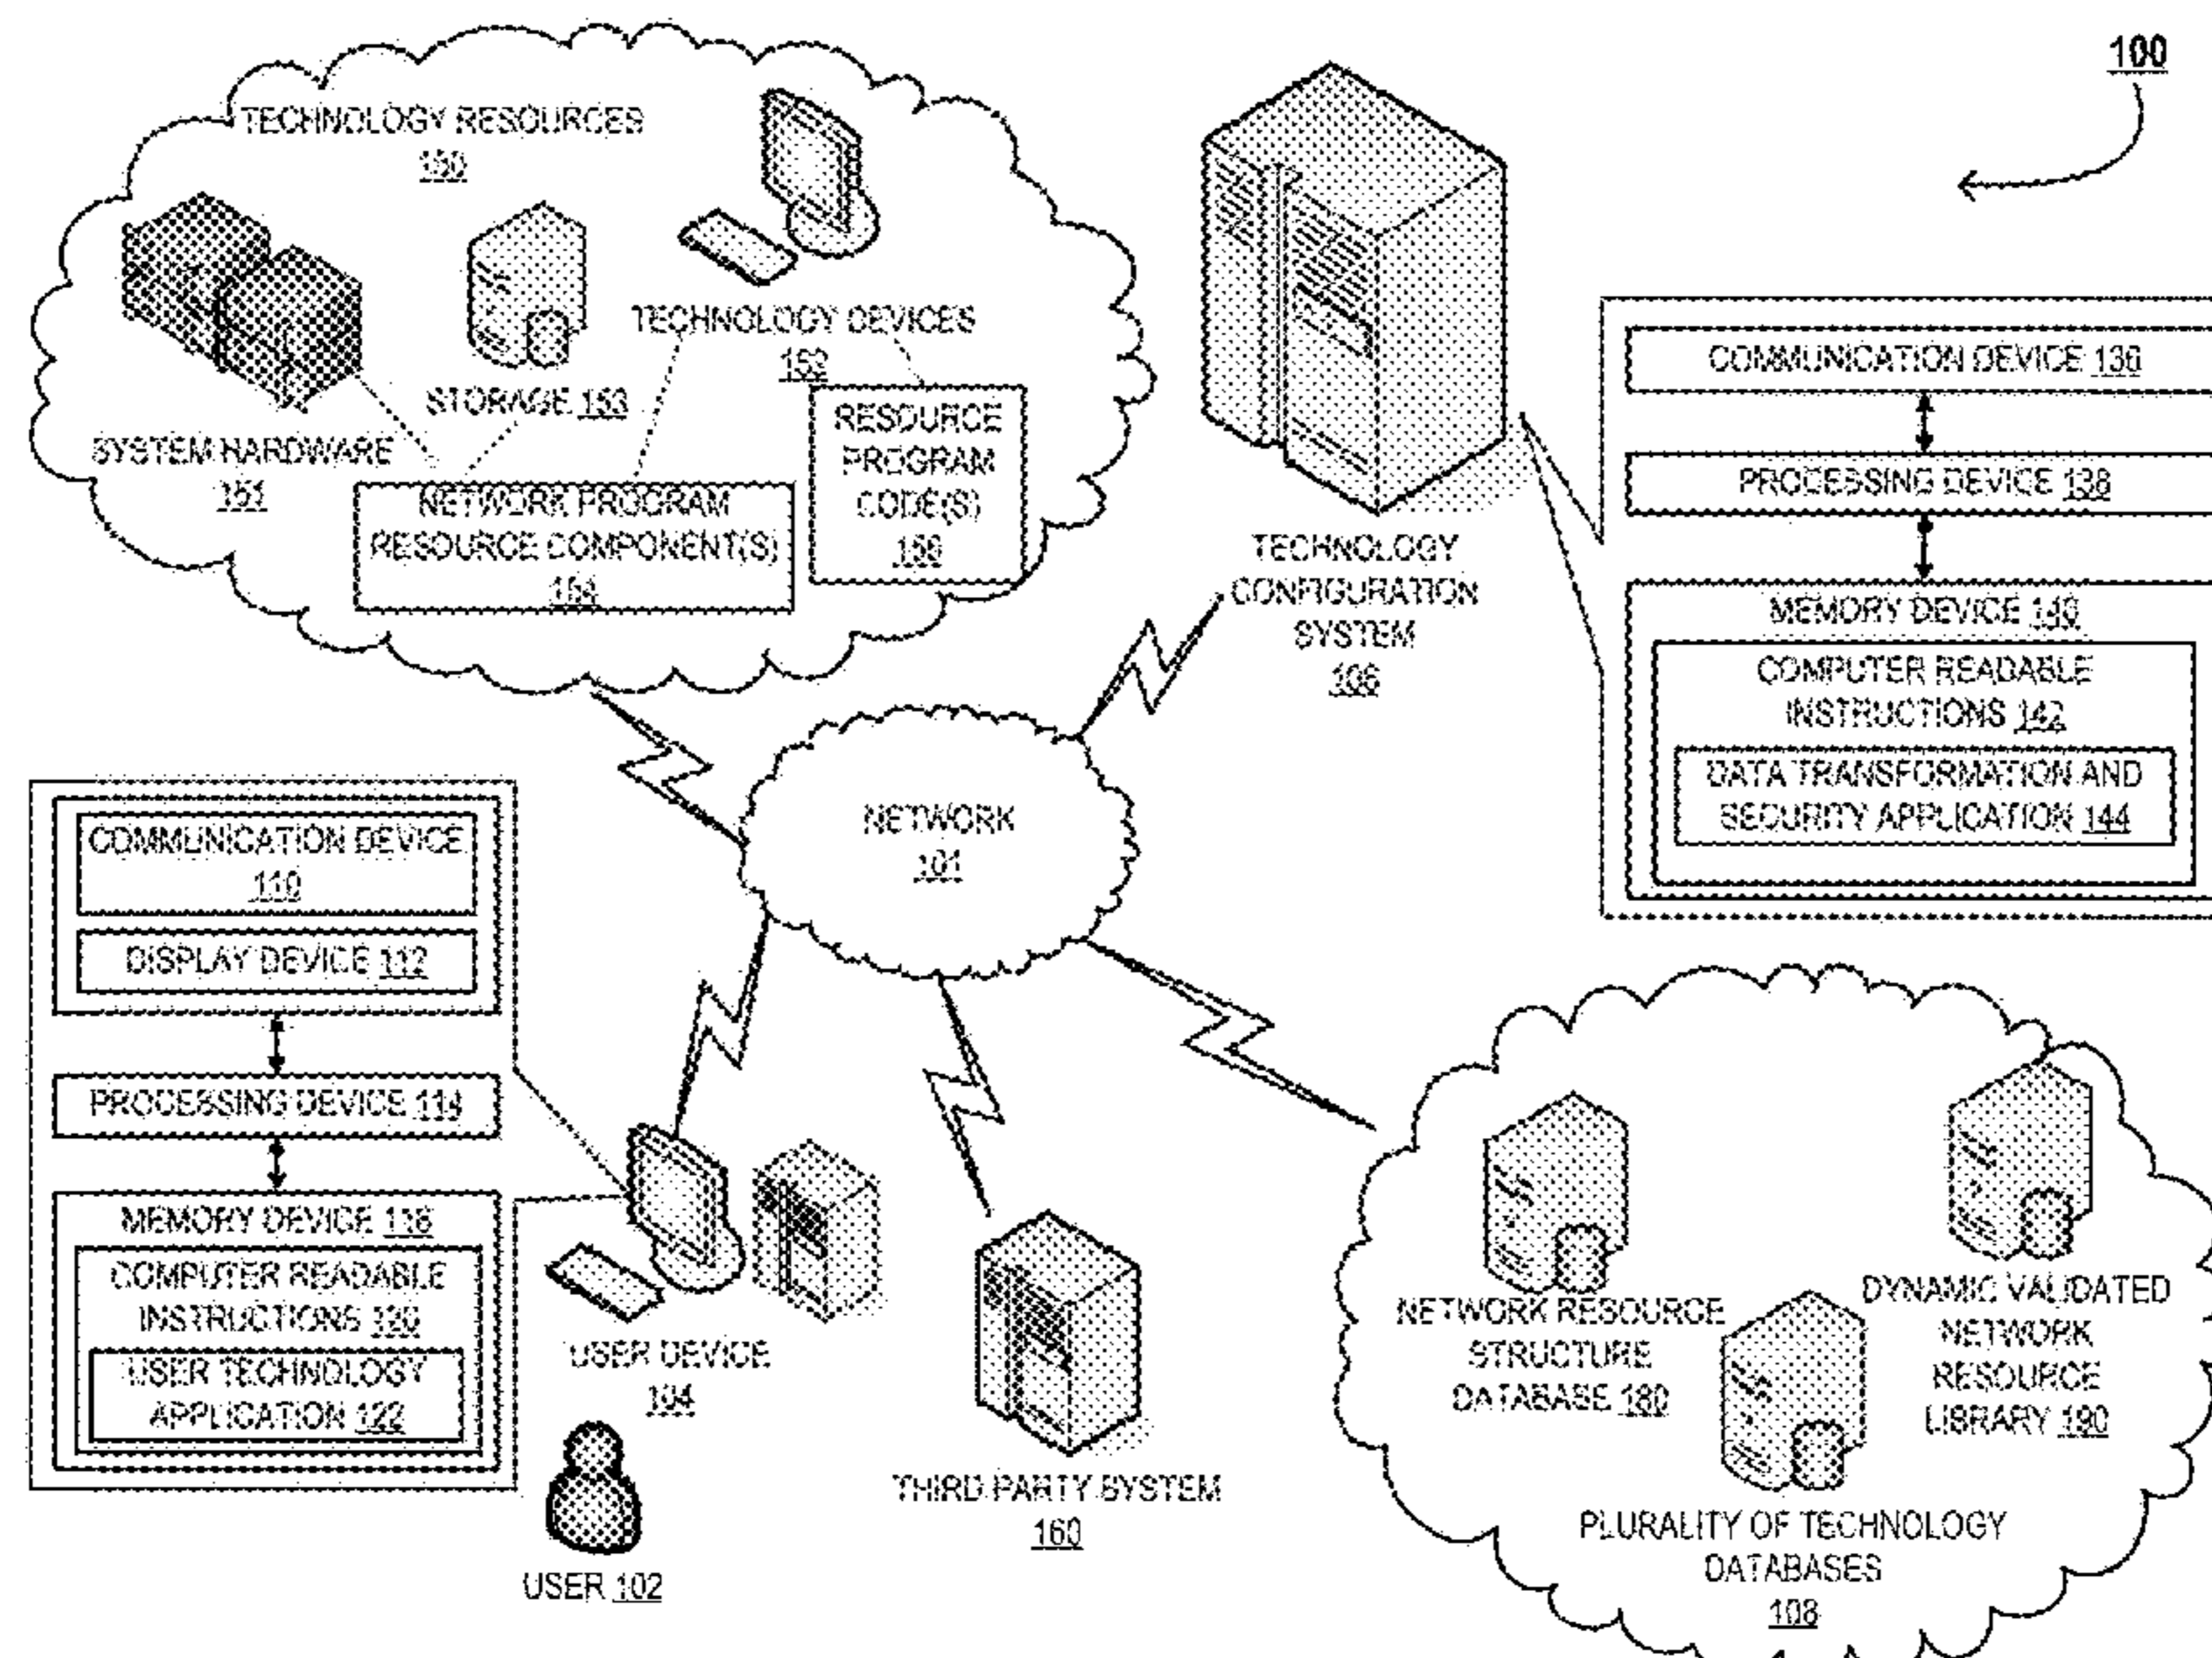 100
TECHNOLOGY RESOURCES
150
TECHNOLOGY DEVICES
152
STORAGE 153
SYSTEM HARDWARE
151
NETWORK PROGRAM
RESOURCE COMPONENT(S)
154
RESOURCE
PROGRAM
CODE(S)
TECHNOLOGY
CONFIGURATION
SYSTEM
106
COMMUNICATION DEVICE 136
PROCESSING DEVICE 138
MEMORY DEVICE 140
COMPUTER READABLE
INSTRUCTIONS 142
DATA TRANSFORMATION AND
SECURITY APPLICATION 144
NETWORK
101
COMMUNICATION DEVICE
110
DISPLAY DEVICE 112
PROCESSING DEVICE 114
MEMORY DEVICE 116
COMPUTER READABLE
INSTRUCTIONS 120
USER TECHNOLOGY
APPLICATION 122
USER DEVICE
104
USER 102
THIRD PARTY SYSTEM
160
NETWORK RESOURCE
STRUCTURE
DATABASE 180
DYNAMIC VALIDATED
NETWORK
RESOURCE
LIBRARY 190
PLURALITY OF TECHNOLOGY
DATABASES
108